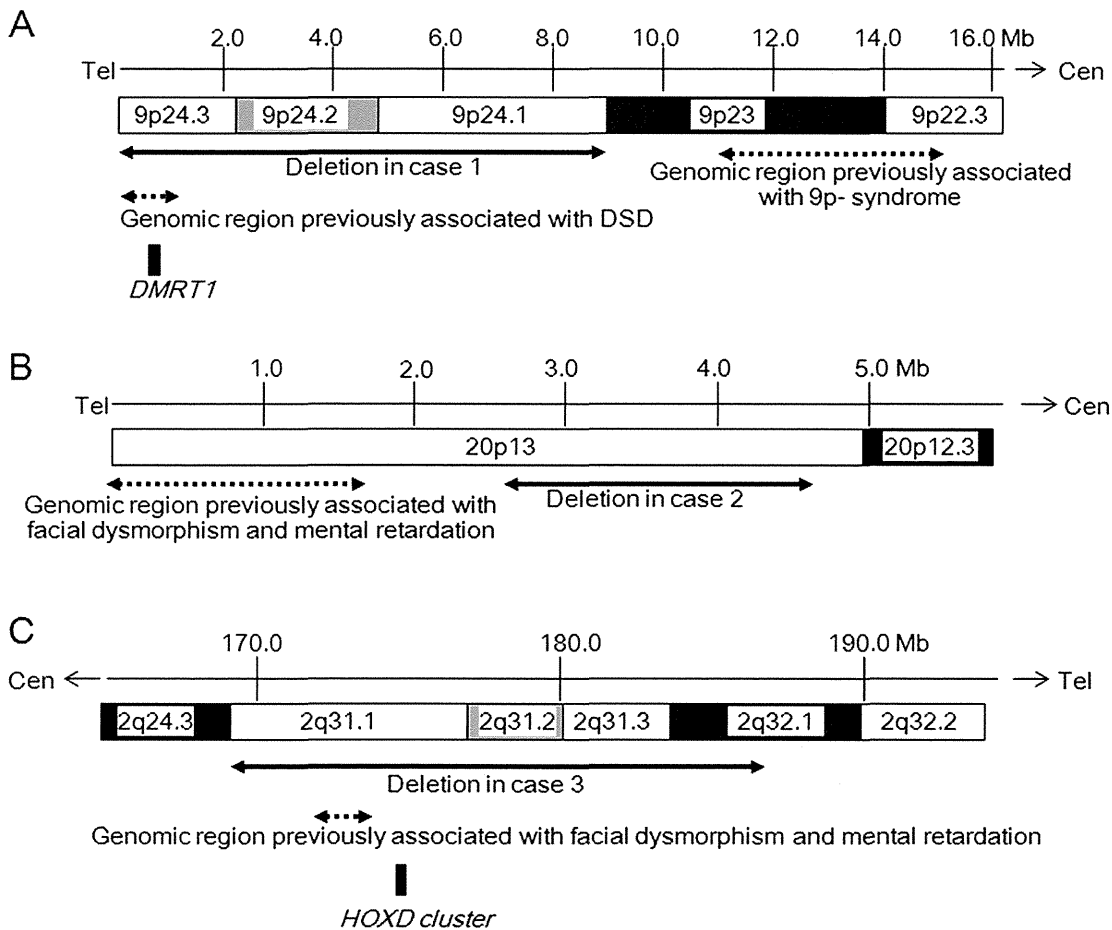 A
2.0 4.0 6.0 8.0 10.0 12.0 14.0 16.0 Mb
Tel Cen
9p24.3 9p24.2 9p24.1 9p23 9p22.3
Deletion in case 1
Genomic region previously associated
with 9p- syndrome
Genomic region previously associated with DSD
DMRT1
B
1.0 2.0 3.0 4.0 5.0 Mb
Tel Cen
20p13 20p12.3
Genomic region previously associated with
facial dysmorphism and mental retardation
Deletion in case 2
C
170.0 180.0 190.0 Mb
Cen Tel
2q24.3 2q31.1 2q31.2 2q31.3 2q32.1 2q32.2
Deletion in case 3
Genomic region previously associated with facial dysmorphism and mental retardation
HOXD cluster